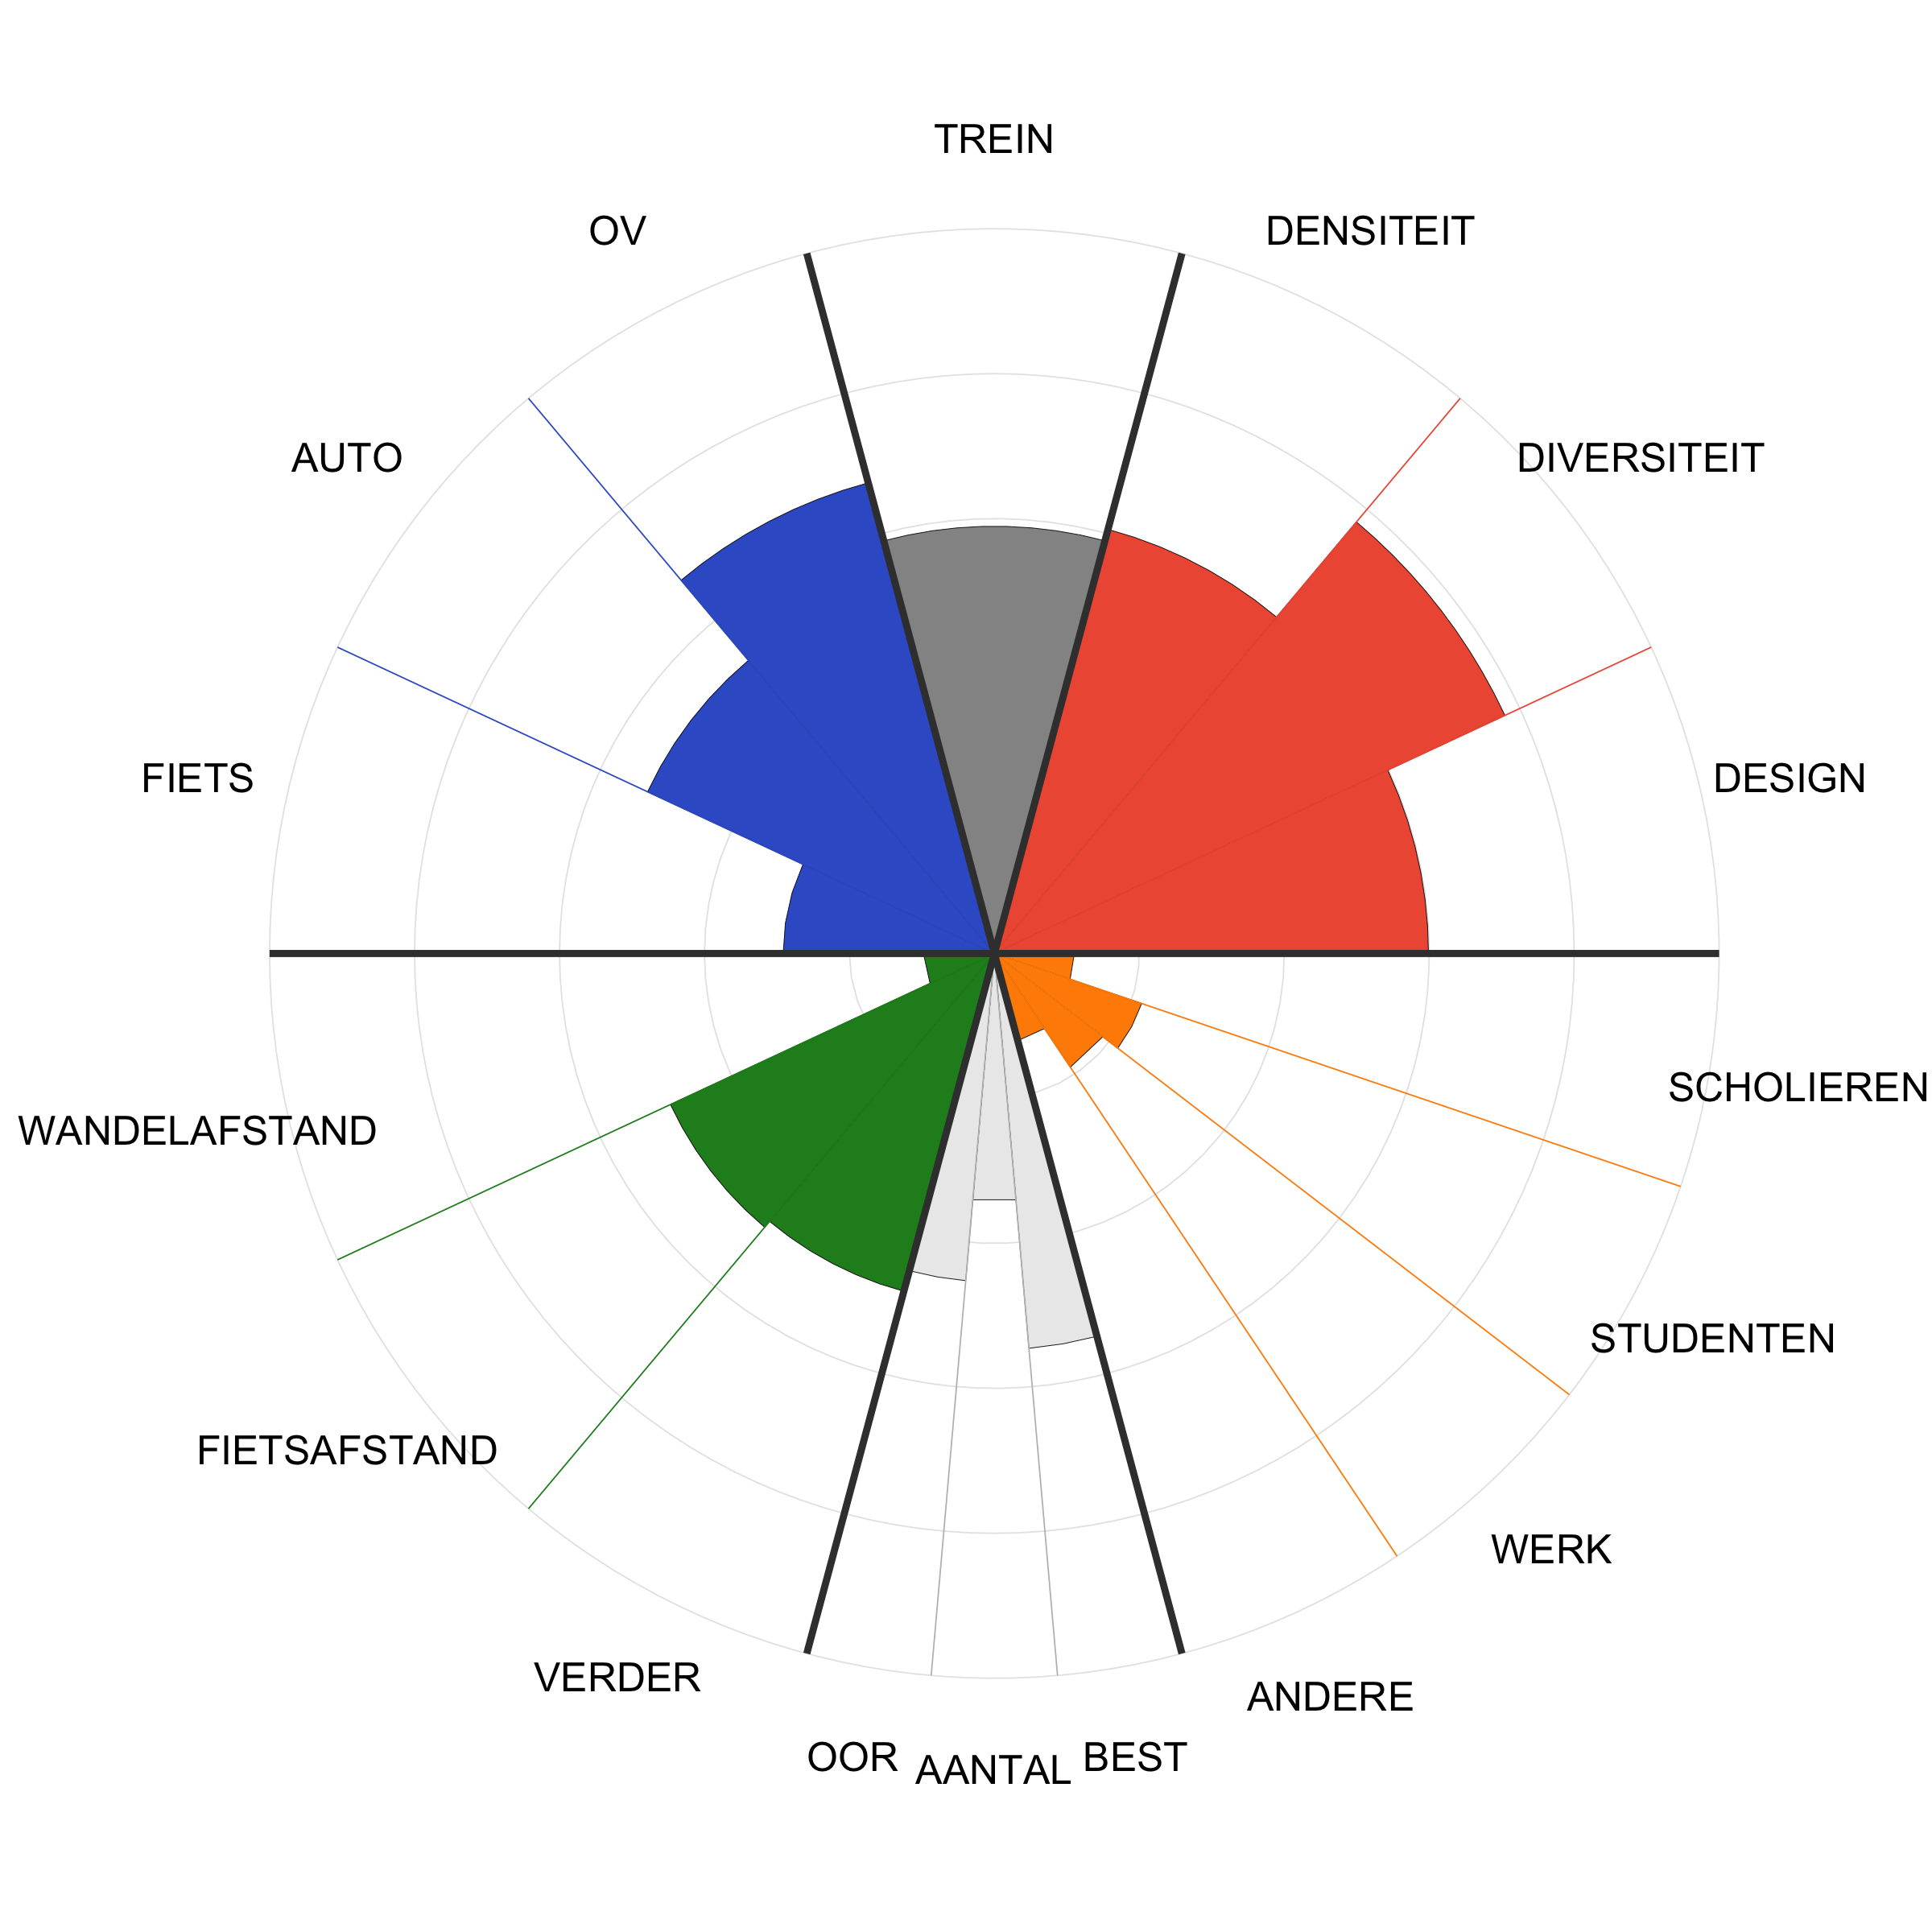 TREIN
OV
DENSITEIT
AUTO
DIVERSITEIT
FIETS
DESIGN
SCHOLIEREN
WANDELAFSTAND
STUDENTEN
FIETSAFSTAND
WERK
VERDER
ANDERE
OOR
AANTAL
BEST